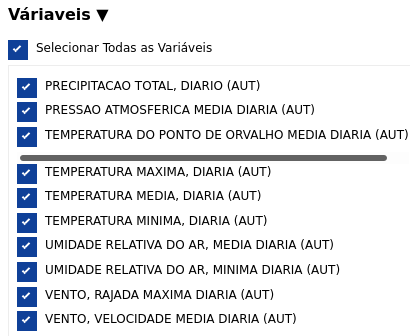 Váriaveis ▼
Selecionar Todas as Variáveis
PRECIPITACAO TOTAL, DIARIO (AUT)
PRESSAO ATMOSFERICA MEDIA DIARIA (AUT)
TEMPERATURA DO PONTO DE ORVALHO MEDIA DIARIA (AUT)
TEMPERATURA MAXIMA, DIARIA (AUT)
TEMPERATURA MEDIA, DIARIA (AUT)
TEMPERATURA MINIMA, DIARIA (AUT)
UMIDADE RELATIVA DO AR, MEDIA DIARIA (AUT)
UMIDADE RELATIVA DO AR, MINIMA DIARIA (AUT)
VENTO, RAJADA MAXIMA DIARIA (AUT)
VENTO, VELOCIDADE MEDIA DIARIA (AUT)